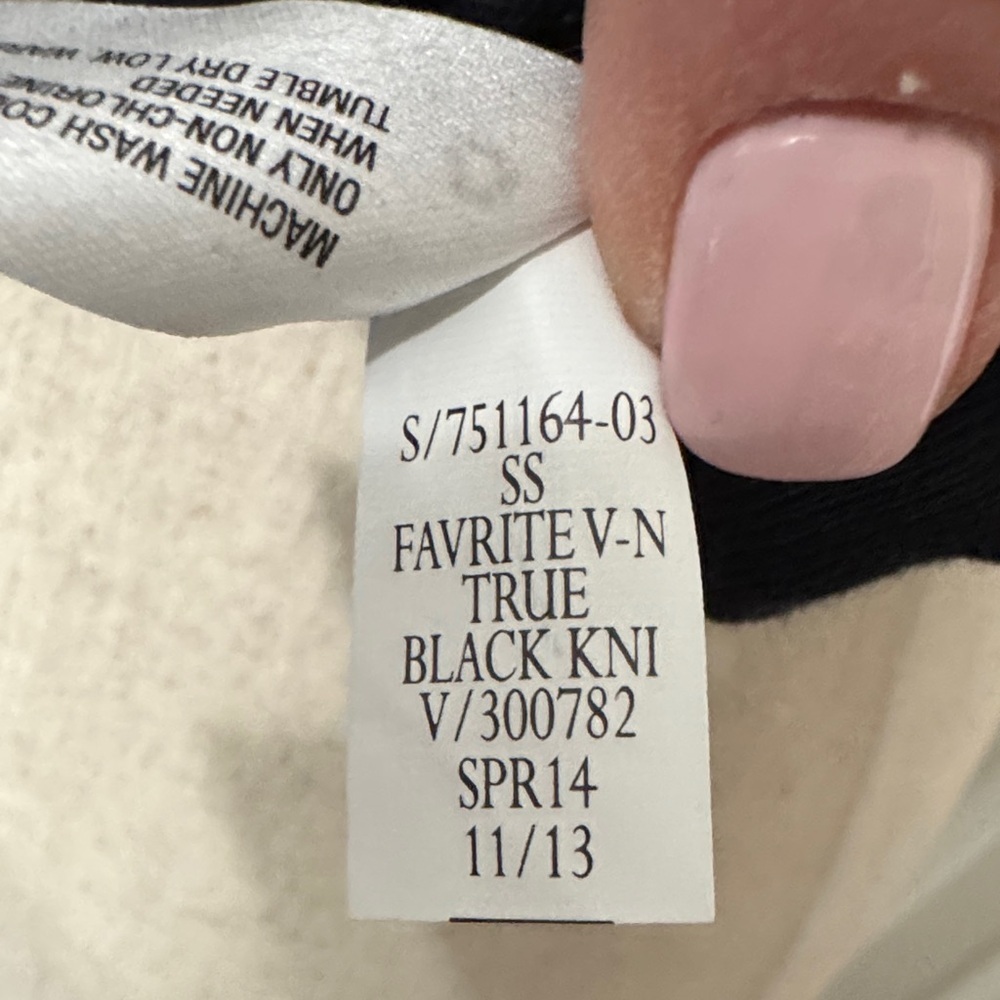 MACHINE WASH
ONLY NON-CHLORINE
WHEN NEEDED
TUMBLE DRY LOW
S/751164-03
SS
FAVRITE V-N
TRUE
BLACK KNI
V/300782
SPR14
11/13